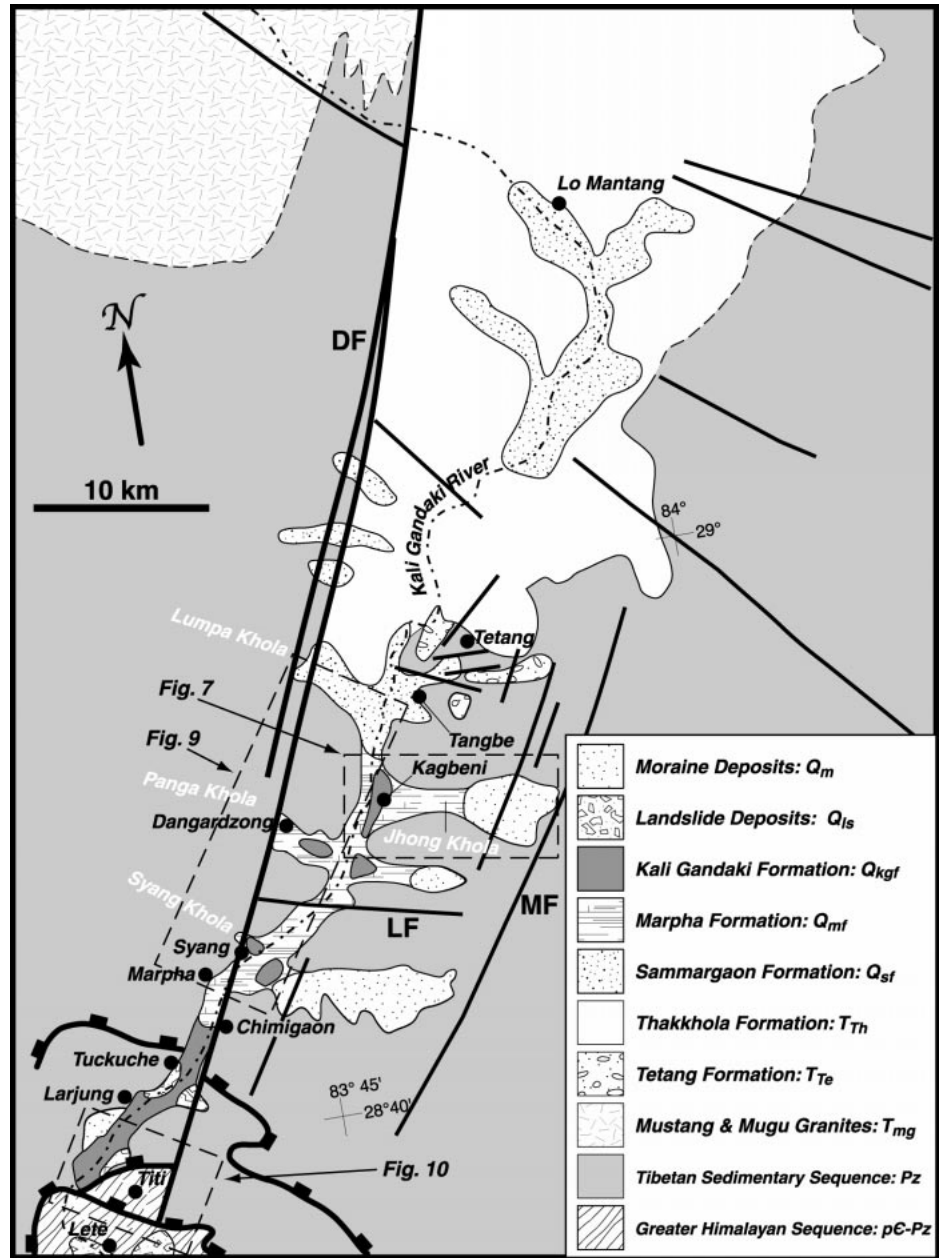 Lo Mantang
N
DF
10 km
Kali Gandaki River
84°
29°
Lumpa Khola
Tetang
Fig. 7
Fig. 9
Tangbe
Kagbeni
Panga Khola
Dangardzong
Jhong Khola
Syang Khola
LF
MF
Syang
Marpha
Chimigaon
Tuckuche
Larjung
83° 45'
28°40'
Titi
Fig. 10
Lete
Moraine Deposits: Qm
Landslide Deposits: Qls
Kali Gandaki Formation: Qkgf
Marpha Formation: Qmf
Sammargaon Formation: Qsf
Thakkhola Formation: TTh
Tetang Formation: TTe
Mustang & Mugu Granites: Tmg
Tibetan Sedimentary Sequence: Pz
Greater Himalayan Sequence: pЄ-Pz